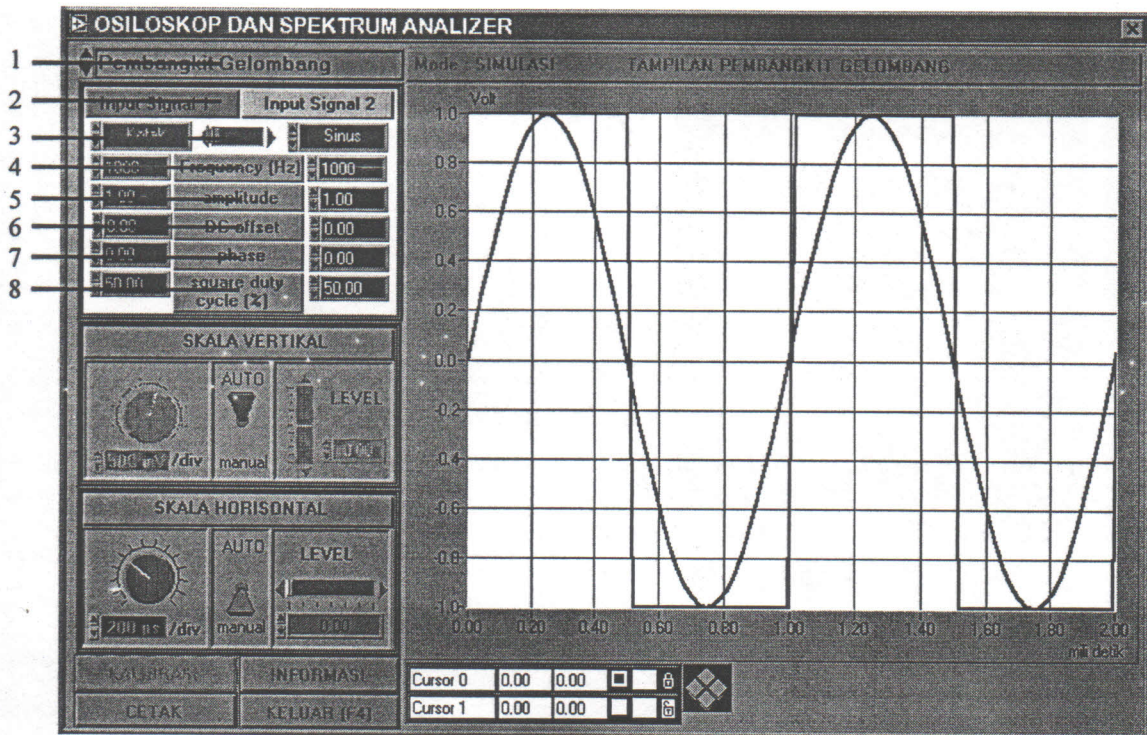 OSILOSKOP DAN SPEKTRUM ANALIZER
1 Pembangkit Gelombang
Mode : SIMULASI TAMPILAN PEMBANGKIT GELOMBANG
2 Input Signal 1 Input Signal 2
3 Kotak Sinus
4 1000 Frequency (Hz) 1000
5 1.00 amplitude 1.00
6 0.00 DC offset 0.00
7 0.00 phase 0.00
8 50.00 square duty cycle (%) 50.00
SKALA VERTIKAL
AUTO
LEVEL
500 mV /div manual
SKALA HORISONTAL
AUTO
LEVEL
/div manual 0.00
KALIBRASI INFORMASI
CETAK KELUAR (F4)
Volt
1.0
0.8
0.6
0.4
0.2
0.0
-0.2
-0.4
-0.6
-0.8
-1.0
0.00 0.20 0.40 0.60 0.80 1.00 1.20 1.40 1.60 1.80 2.00
mili detik
Cursor 0 0.00 0.00
Cursor 1 0.00 0.00